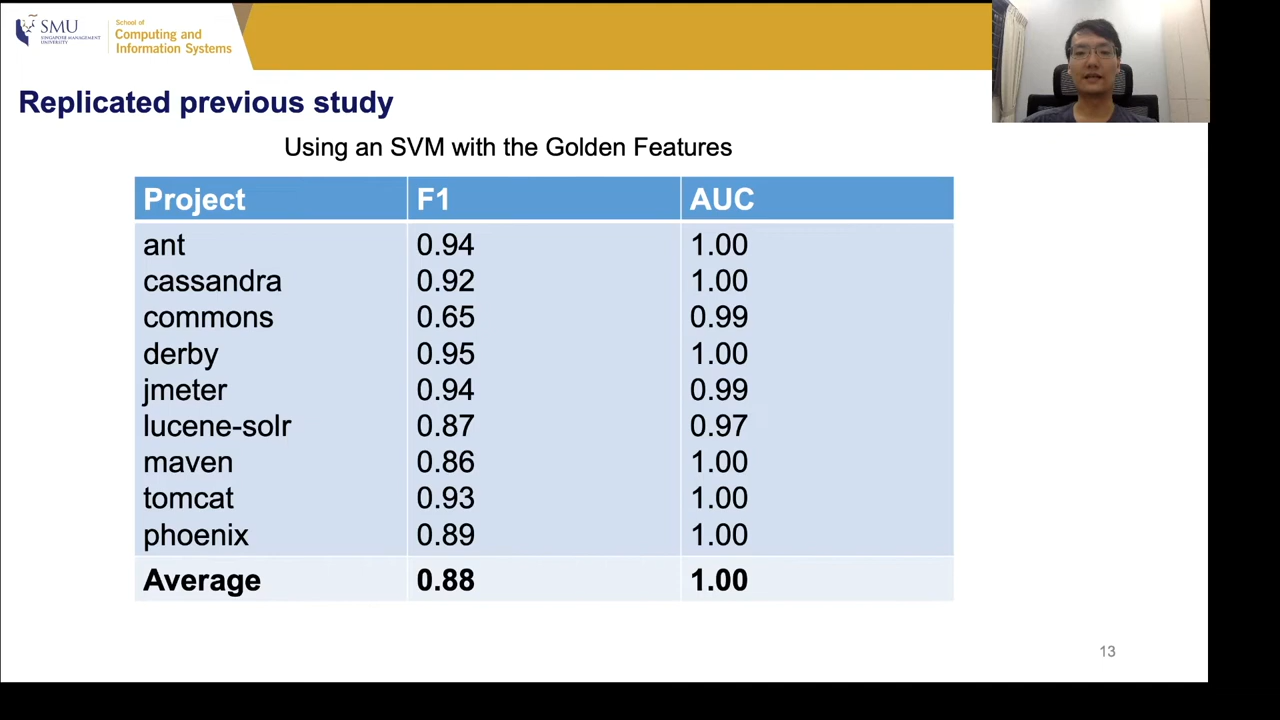 SMU
SINGAPORE MANAGEMENT
UNIVERSITY
School of
Computing and
Information Systems
Replicated previous study
Using an SVM with the Golden Features
Project F1 AUC
ant 0.94 1.00
cassandra 0.92 1.00
commons 0.65 0.99
derby 0.95 1.00
jmeter 0.94 0.99
lucene-solr 0.87 0.97
maven 0.86 1.00
tomcat 0.93 1.00
phoenix 0.89 1.00
Average 0.88 1.00
13